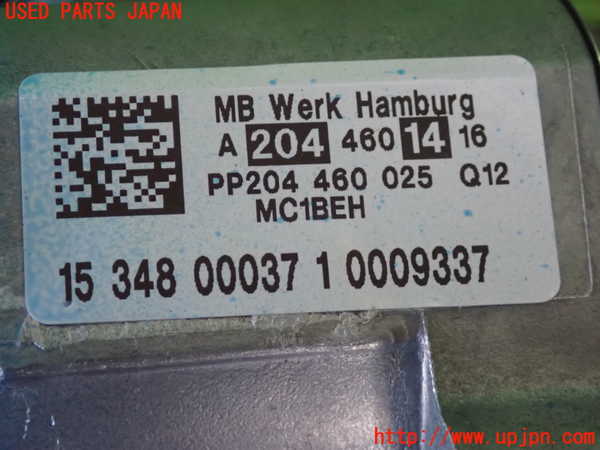 USED PARTS JAPAN
MB Werk Hamburg
A 204 460 14 16
PP204 460 025 Q12
MC1BEH
15 348 00037 1 0009337
http://www.upjpn.com/